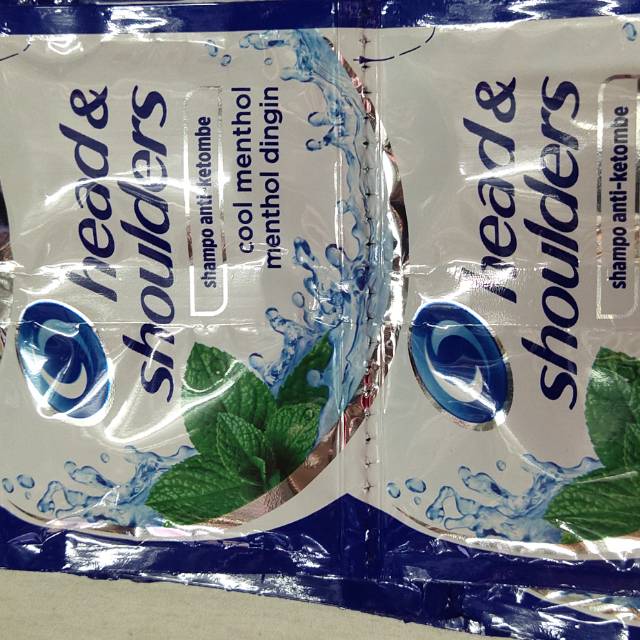 head &
shoulders
shampo anti-ketombe
cool menthol
menthol dingin
head &
shoulders
shampo anti-ketombe